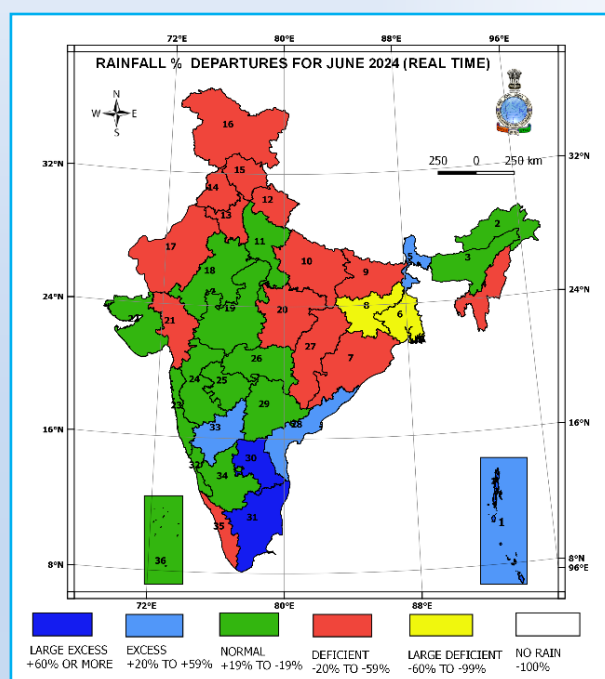 72°E 80°E 88°E 96°E
RAINFALL % DEPARTURES FOR JUNE 2024 (REAL TIME)
N
W E
S
250 0 250 km
16
32°N 32°N
15
14
12
13
2
11
17
10
3
5
9
18
4
24°N 24°N
19
20
8
6
21
27
7
26
24
25
23
29
28
33
16°N 16°N
30
32
34
31
1
35
36
8°N 8°N
96°E
72°E 80°E 88°E
LARGE EXCESS
+60% OR MORE
EXCESS
+20% TO +59%
NORMAL
+19% TO -19%
DEFICIENT
-20% TO -59%
LARGE DEFICIENT
-60% TO -99%
NO RAIN
-100%